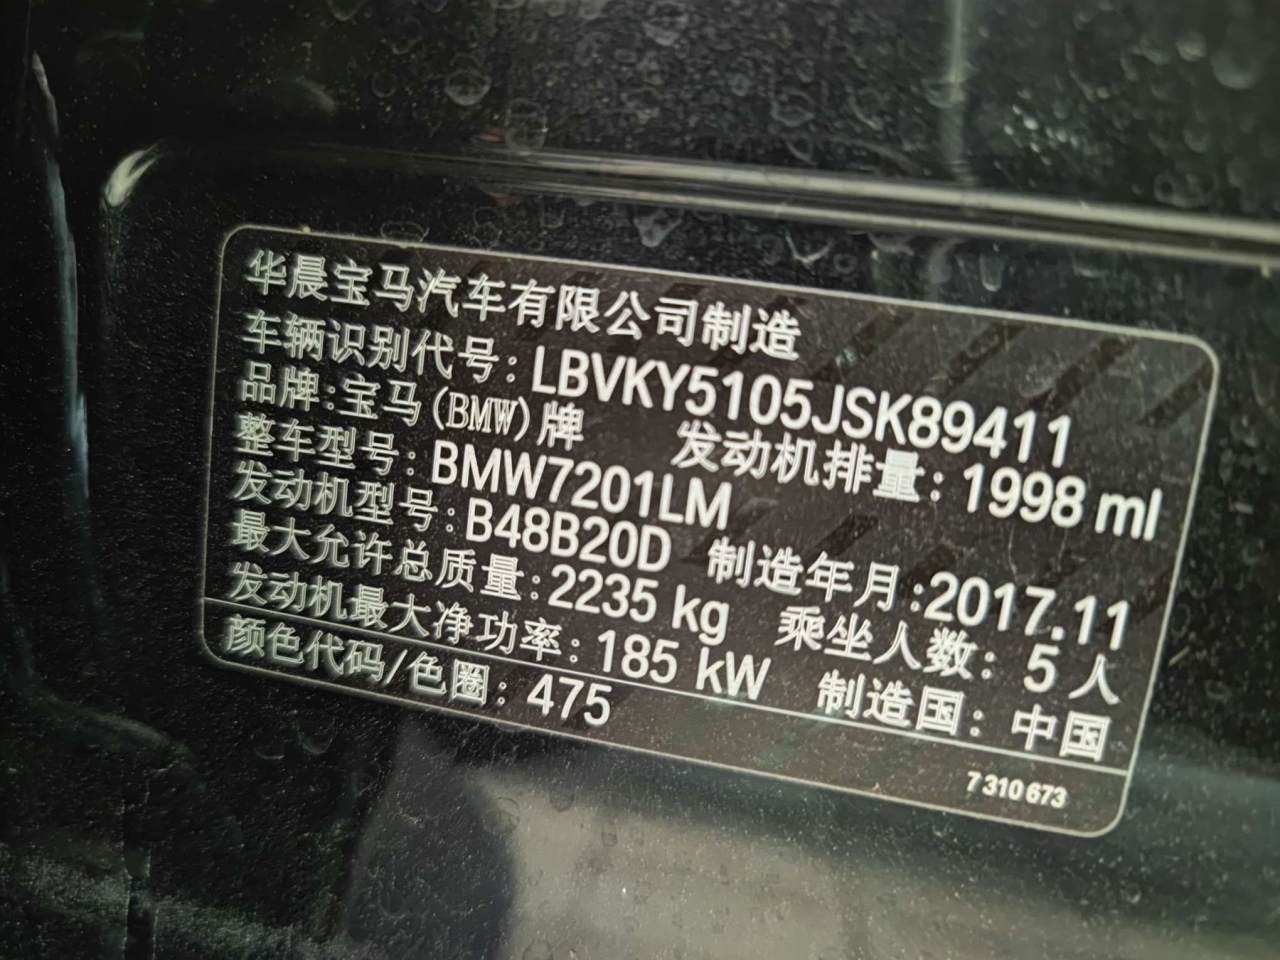 华晨宝马汽车有限公司制造
车辆识别代号: LBVKY5105JSK89411
品牌:宝马(BMW)牌 发动机排量: 1998 ml
整车型号: BMW7201LM
发动机型号: B48B20D 制造年月:2017.11
最大允许总质量: 2235 kg 乘坐人数: 5人
发动机最大净功率: 185 kW 制造国: 中国
颜色代码/色圈: 475
7 310 673